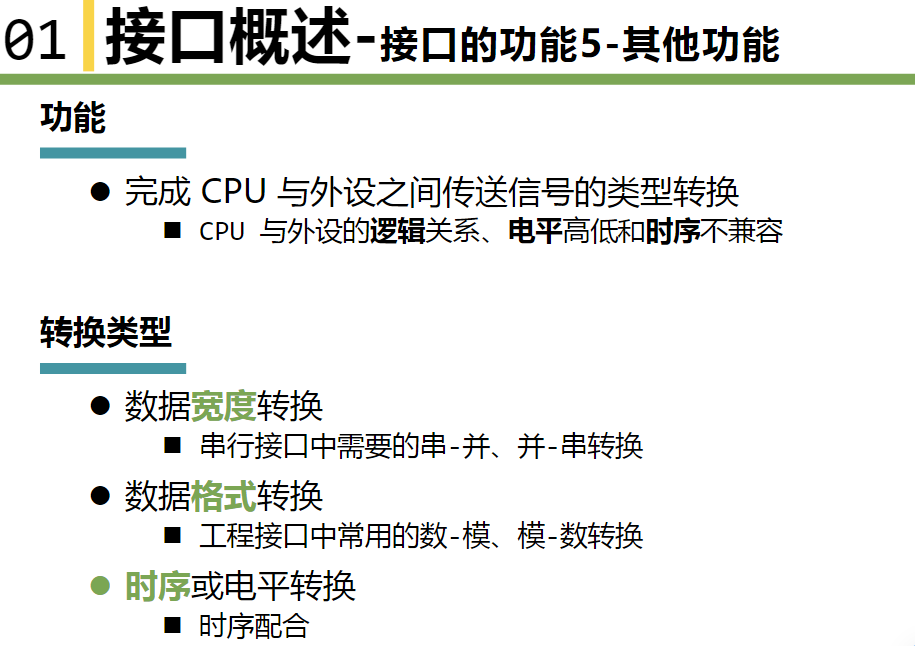 01 接口概述-接口的功能5-其他功能
功能
● 完成 CPU 与外设之间传送信号的类型转换
■ CPU 与外设的逻辑关系、电平高低和时序不兼容
转换类型
● 数据宽度转换
■ 串行接口中需要的串-并、并-串转换
● 数据格式转换
■ 工程接口中常用的数-模、模-数转换
● 时序或电平转换
■ 时序配合